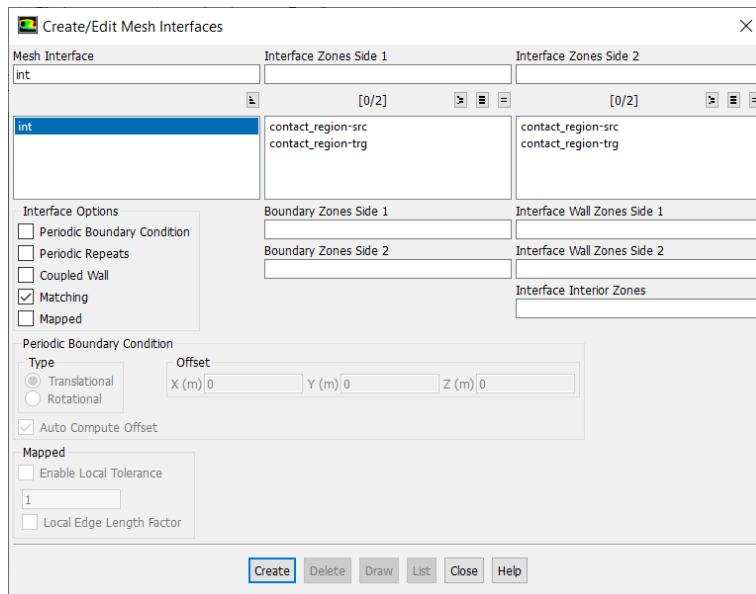 Create/Edit Mesh Interfaces
Mesh Interface
Interface Zones Side 1
Interface Zones Side 2
int
[0/2]
[0/2]
int
contact_region-src
contact_region-trg
contact_region-src
contact_region-trg
Interface Options
Periodic Boundary Condition
Periodic Repeats
Coupled Wall
Matching
Mapped
Boundary Zones Side 1
Boundary Zones Side 2
Interface Wall Zones Side 1
Interface Wall Zones Side 2
Interface Interior Zones
Periodic Boundary Condition
Type
Translational
Rotational
Offset
X (m) 0
Y (m) 0
Z (m) 0
Auto Compute Offset
Mapped
Enable Local Tolerance
1
Local Edge Length Factor
Create Delete Draw List Close Help